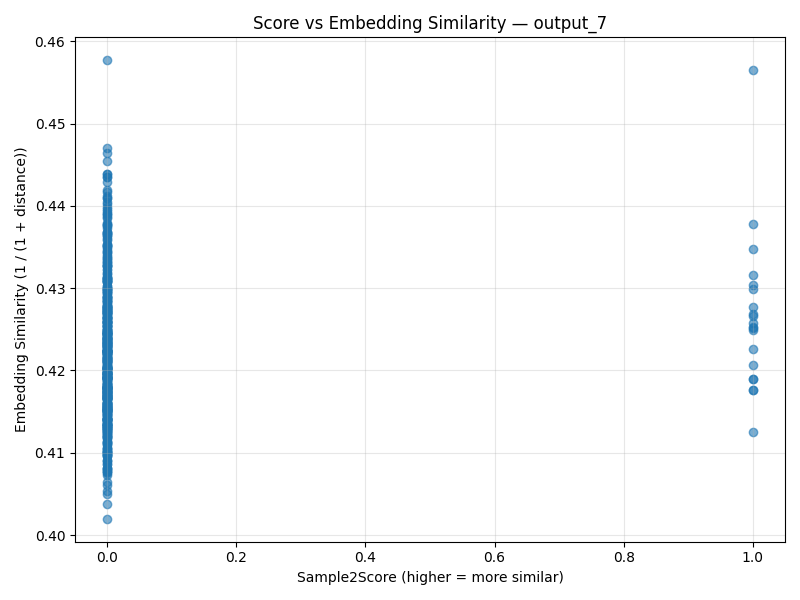 Score vs Embedding Similarity — output_7
Embedding Similarity (1 / (1 + distance))
0.46
0.45
0.44
0.43
0.42
0.41
0.40
0.0 0.2 0.4 0.6 0.8 1.0
Sample2Score (higher = more similar)